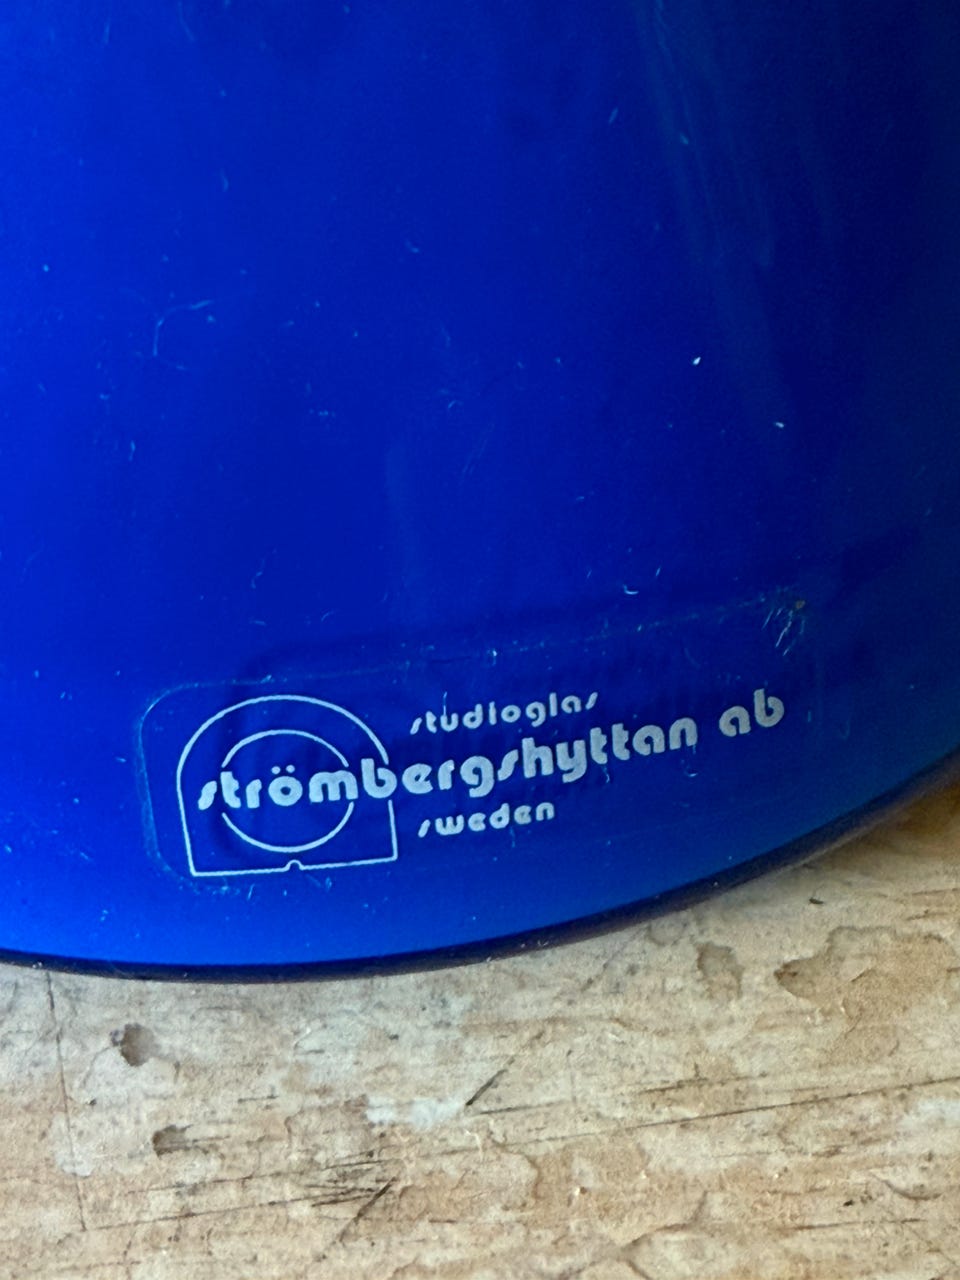 studioglas
strömbergshyttan ab
sweden